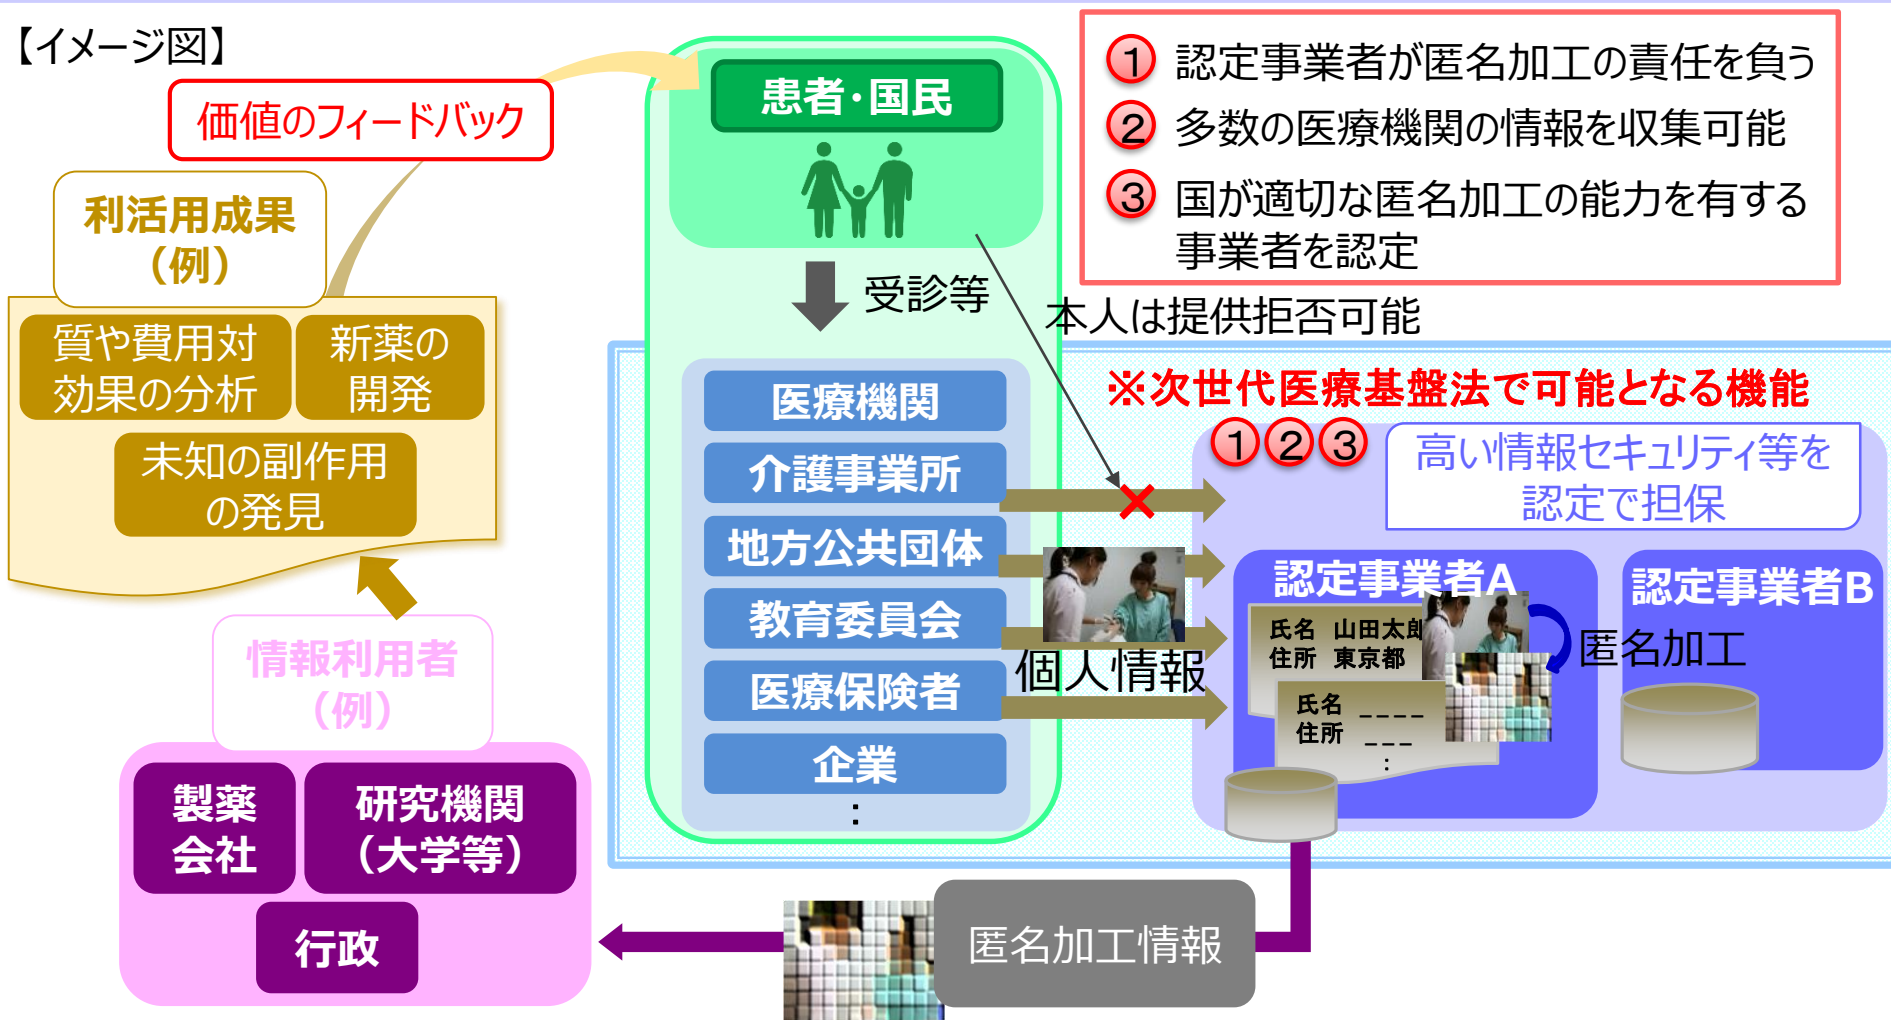 【イメージ図】
価値のフィードバック
利活用成果
（例）
質や費用対
効果の分析
新薬の
開発
未知の副作用
の発見
情報利用者
（例）
製薬
会社
研究機関
（大学等）
行政
患者・国民
受診等
医療機関
介護事業所
地方公共団体
教育委員会
医療保険者
企業
：
① 認定事業者が匿名加工の責任を負う
② 多数の医療機関の情報を収集可能
③ 国が適切な匿名加工の能力を有する
事業者を認定
本人は提供拒否可能
※次世代医療基盤法で可能となる機能
①②③
高い情報セキュリティ等を
認定で担保
個人情報
認定事業者A
氏名 山田太郎
住所 東京都
氏名 ____
住所 ___
：
匿名加工
認定事業者B
匿名加工情報